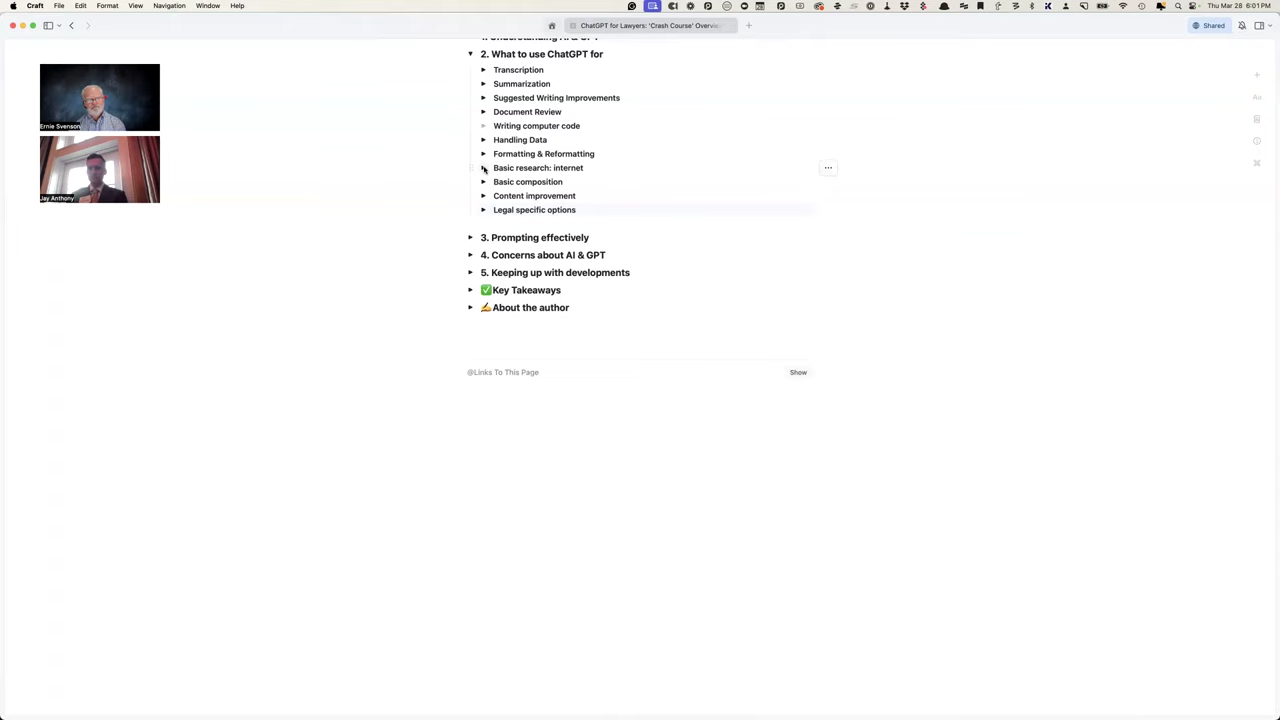 Craft File Edit Format View Navigation Window Help
Thu Mar 28 6:01 PM
ChatGPT for Lawyers: 'Crash Course' Overvie
Shared
2. What to use ChatGPT for
Transcription
Summarization
Suggested Writing Improvements
Document Review
Writing computer code
Handling Data
Formatting & Reformatting
Basic research: internet
Basic composition
Content improvement
Legal specific options
3. Prompting effectively
4. Concerns about AI & GPT
5. Keeping up with developments
✅Key Takeaways
✍️About the author
@Links To This Page
Show
Ernie Svenson
Jay Anthony
Aa